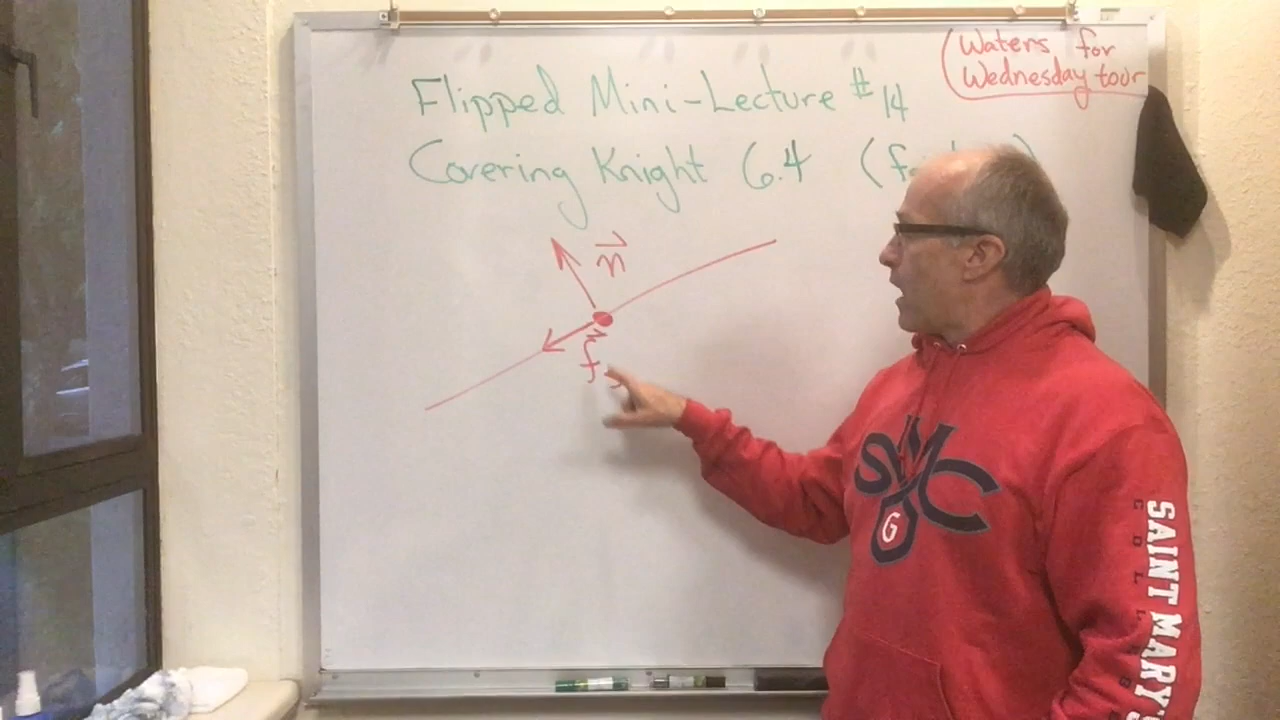 (Waters for
Wednesday tour
Flipped Mini-Lecture #14
Covering Knight 6.4 (
n
f
SMC
G
SAINT MARY'S